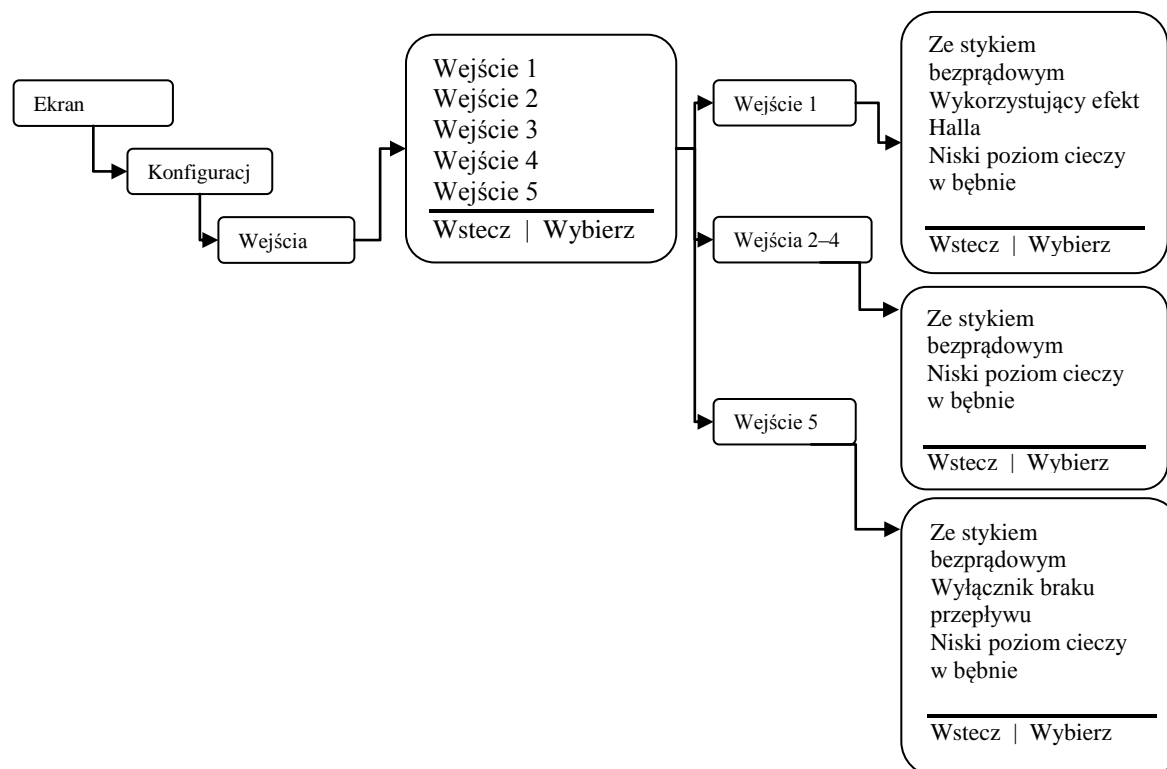 Ekran
Konfiguracj
Wejścia
Wejście 1
Wejście 2
Wejście 3
Wejście 4
Wejście 5
Wstecz | Wybierz
Wejście 1
Wejścia 2–4
Wejście 5
Ze stykiem
bezprądowym
Wykorzystujący efekt
Halla
Niski poziom cieczy
w bębnie
Wstecz | Wybierz
Ze stykiem
bezprądowym
Niski poziom cieczy
w bębnie
Wstecz | Wybierz
Ze stykiem
bezprądowym
Wyłącznik braku
przepływu
Niski poziom cieczy
w bębnie
Wstecz | Wybierz